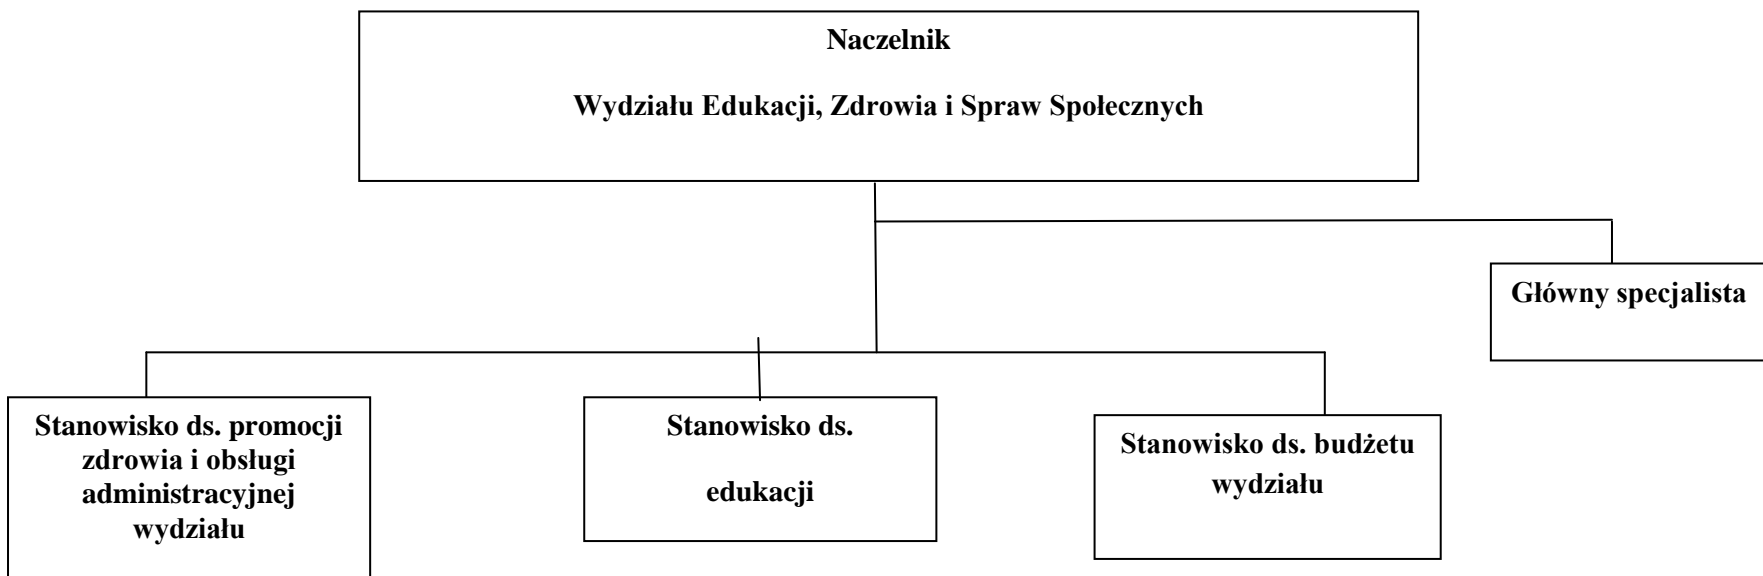 Naczelnik
Wydziału Edukacji, Zdrowia i Spraw Społecznych
Główny specjalista
Stanowisko ds. promocji
zdrowia i obsługi
administracyjnej
wydziału
Stanowisko ds.
edukacji
Stanowisko ds. budżetu
wydziału